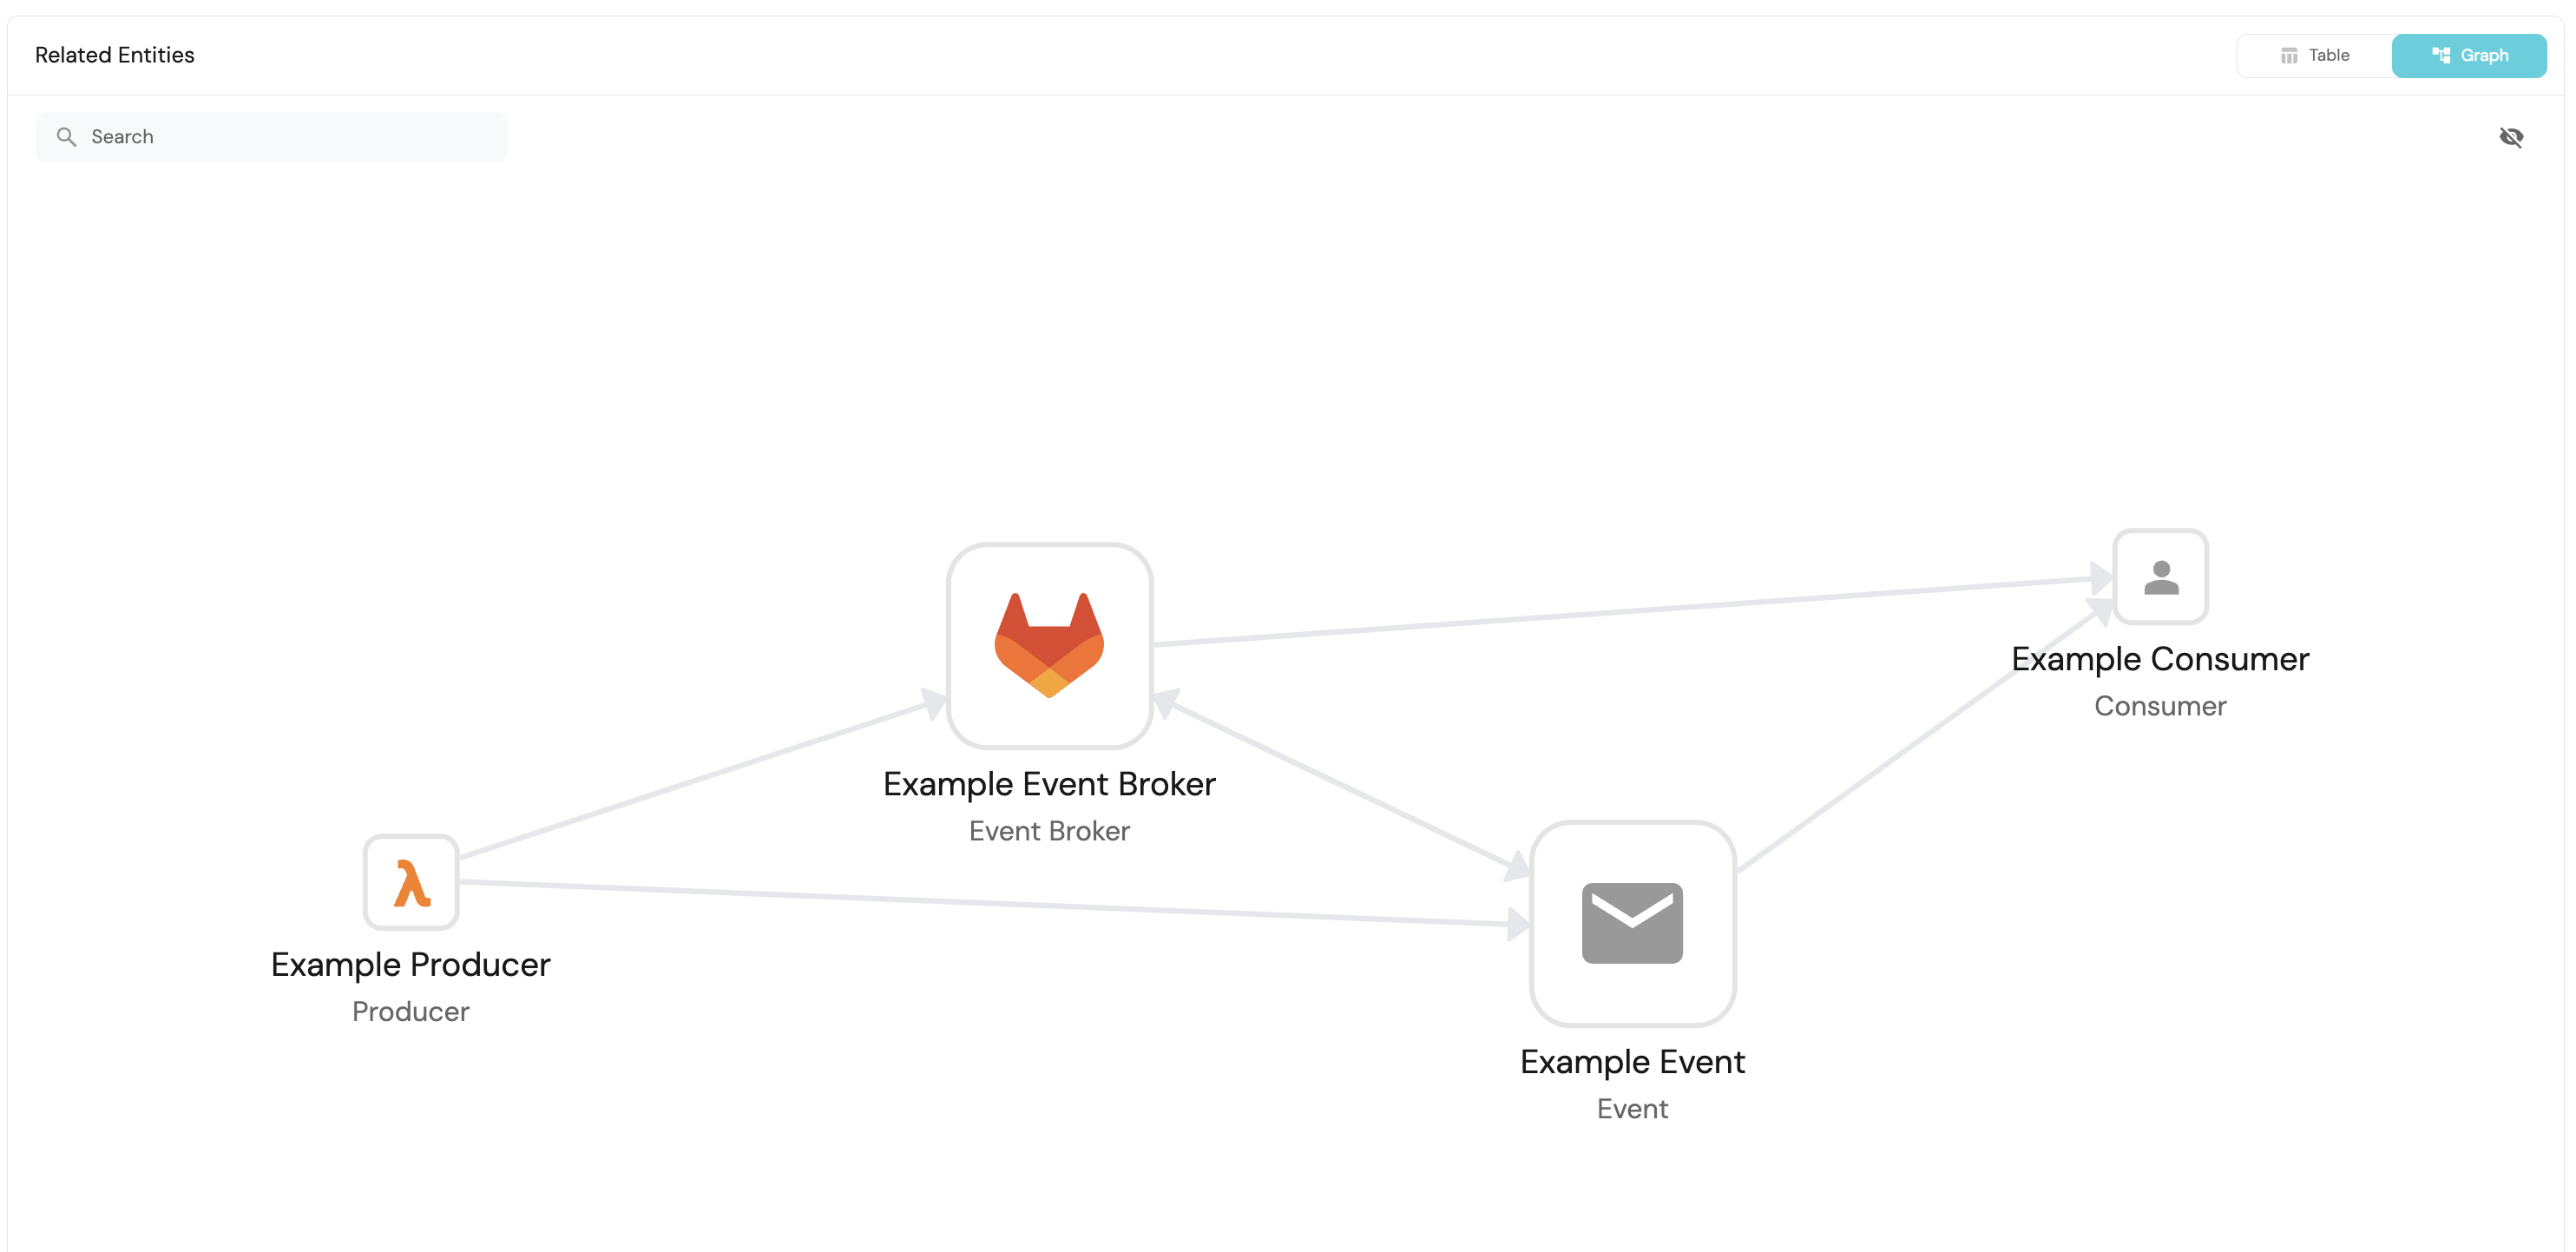 Related Entities
Table
Graph
Search
Example Event Broker
Event Broker
Example Consumer
Consumer
Example Producer
Producer
Example Event
Event